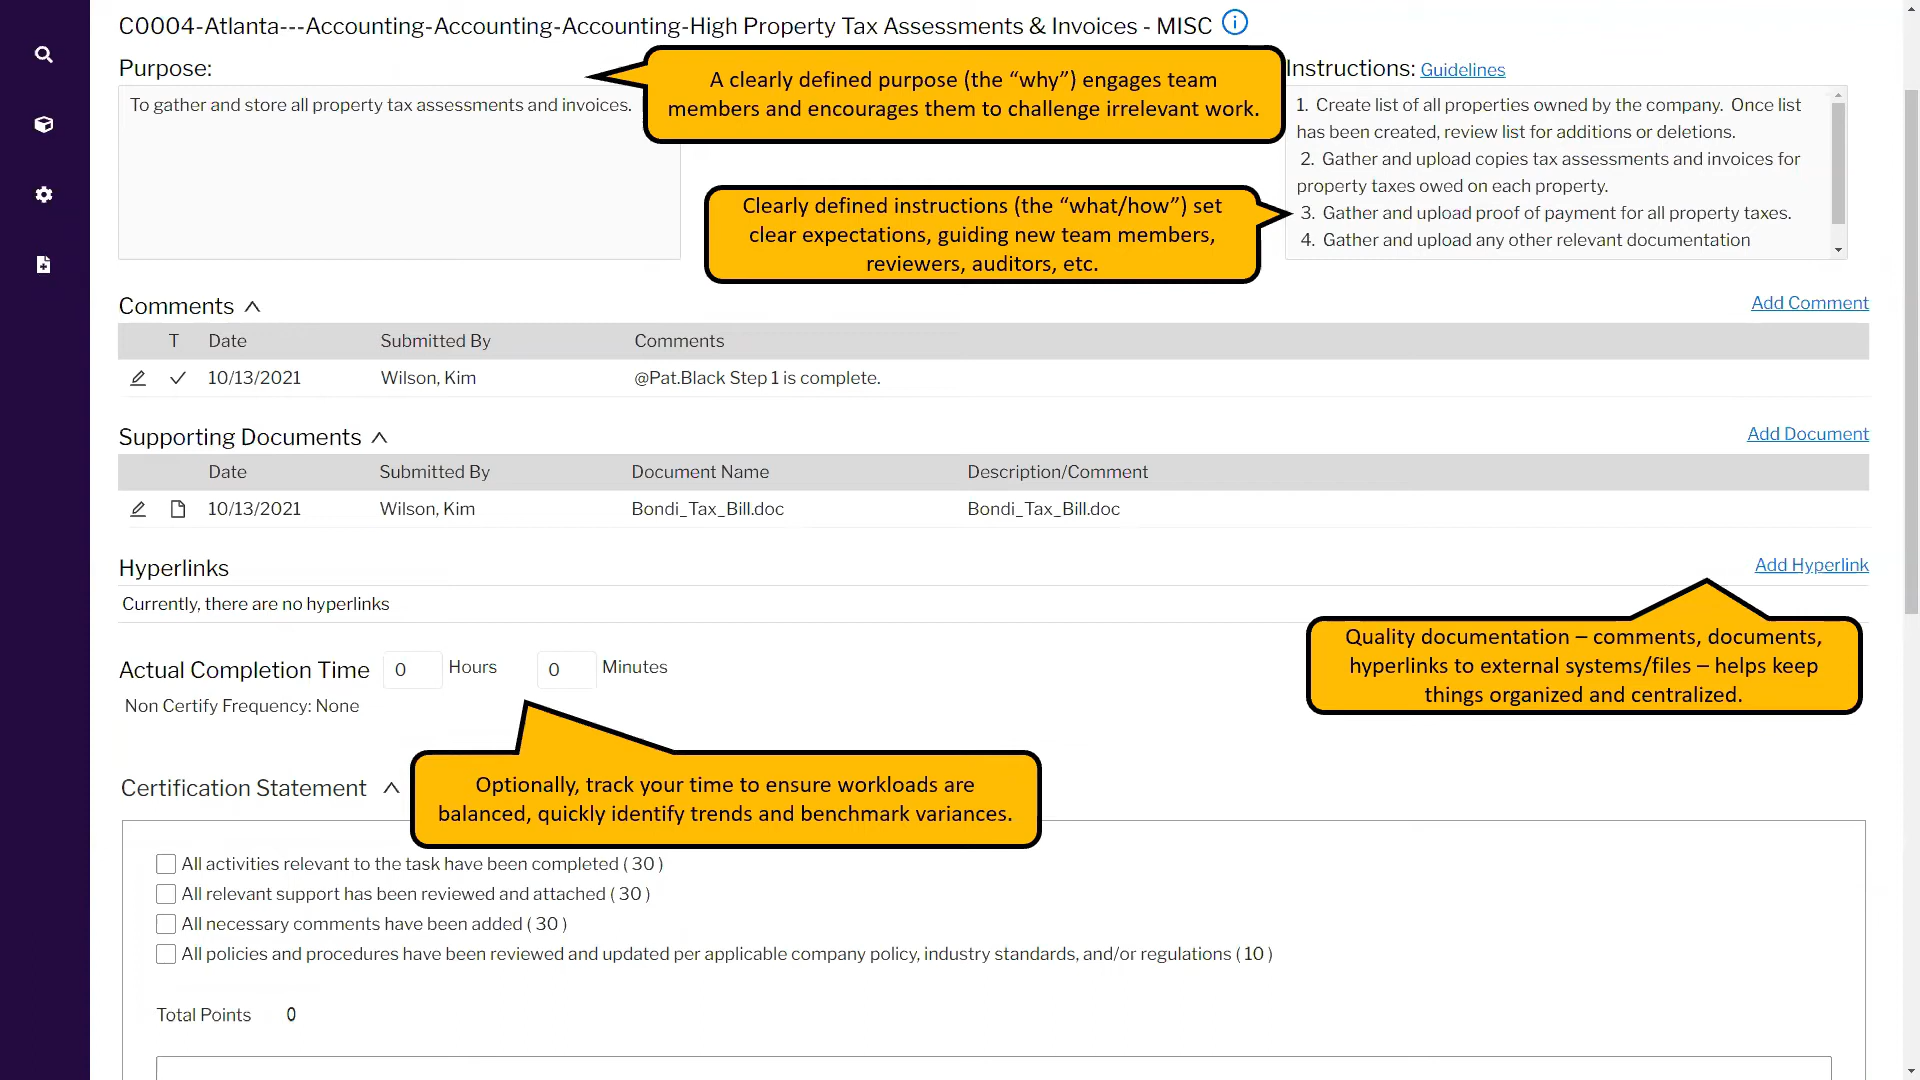 C0004-Atlanta---Accounting-Accounting-Accounting-High Property Tax Assessments & Invoices - MISC
Purpose:
To gather and store all property tax assessments and invoices.
A clearly defined purpose (the “why”) engages team
members and encourages them to challenge irrelevant work.
Instructions: Guidelines
1. Create list of all properties owned by the company. Once list
has been created, review list for additions or deletions.
2. Gather and upload copies tax assessments and invoices for
property taxes owed on each property.
3. Gather and upload proof of payment for all property taxes.
4. Gather and upload any other relevant documentation
Clearly defined instructions (the “what/how”) set
clear expectations, guiding new team members,
reviewers, auditors, etc.
Comments
Add Comment
T Date Submitted By Comments
10/13/2021 Wilson, Kim @Pat.Black Step 1 is complete.
Supporting Documents
Add Document
Date Submitted By Document Name Description/Comment
10/13/2021 Wilson, Kim Bondi_Tax_Bill.doc Bondi_Tax_Bill.doc
Hyperlinks
Add Hyperlink
Currently, there are no hyperlinks
Quality documentation – comments, documents,
hyperlinks to external systems/files – helps keep
things organized and centralized.
Actual Completion Time 0 Hours 0 Minutes
Non Certify Frequency: None
Optionally, track your time to ensure workloads are
balanced, quickly identify trends and benchmark variances.
Certification Statement
All activities relevant to the task have been completed ( 30 )
All relevant support has been reviewed and attached ( 30 )
All necessary comments have been added ( 30 )
All policies and procedures have been reviewed and updated per applicable company policy, industry standards, and/or regulations ( 10 )
Total Points 0